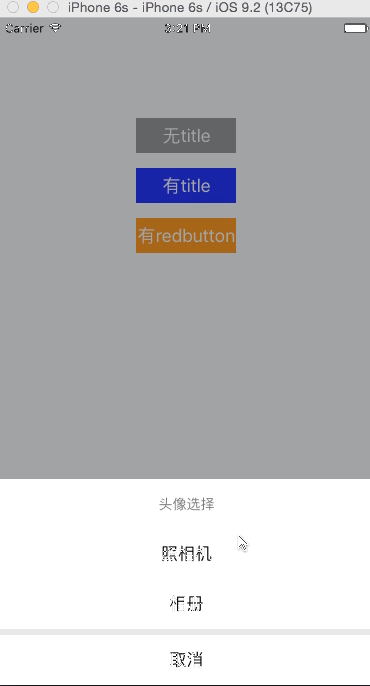 iPhone 6s - iPhone 6s / iOS 9.2 (13C75)
Carrier
3:21 PM
无title
有title
有redbutton
头像选择
照相机
相册
取消